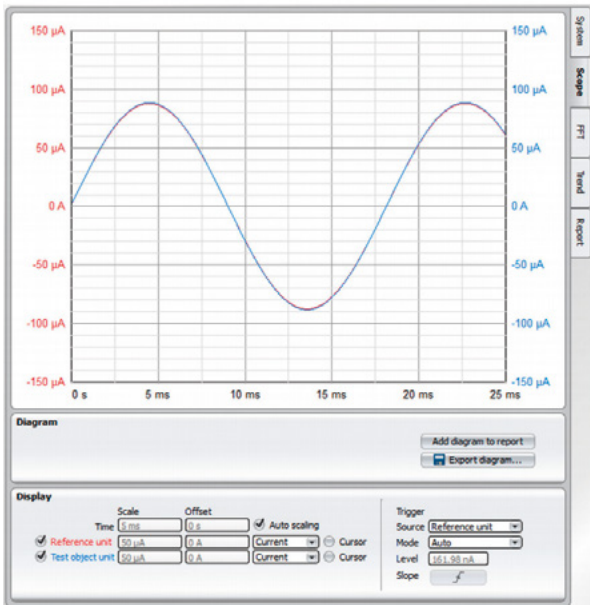 150 µA 150 µA
100 µA 100 µA
50 µA 50 µA
0 A 0 A
-50 µA -50 µA
-100 µA -100 µA
-150 µA -150 µA
0 s 5 ms 10 ms 15 ms 20 ms 25 ms
System
Scope
FFT
Trend
Report
Diagram
Add diagram to report
Export diagram...
Display
Scale Offset
Time 5 ms 0 s Auto scaling
Reference unit 50 µA 0 A Current Cursor
Test object unit 50 µA 0 A Current Cursor
Trigger
Source Reference unit
Mode Auto
Level 161.98 nA
Slope